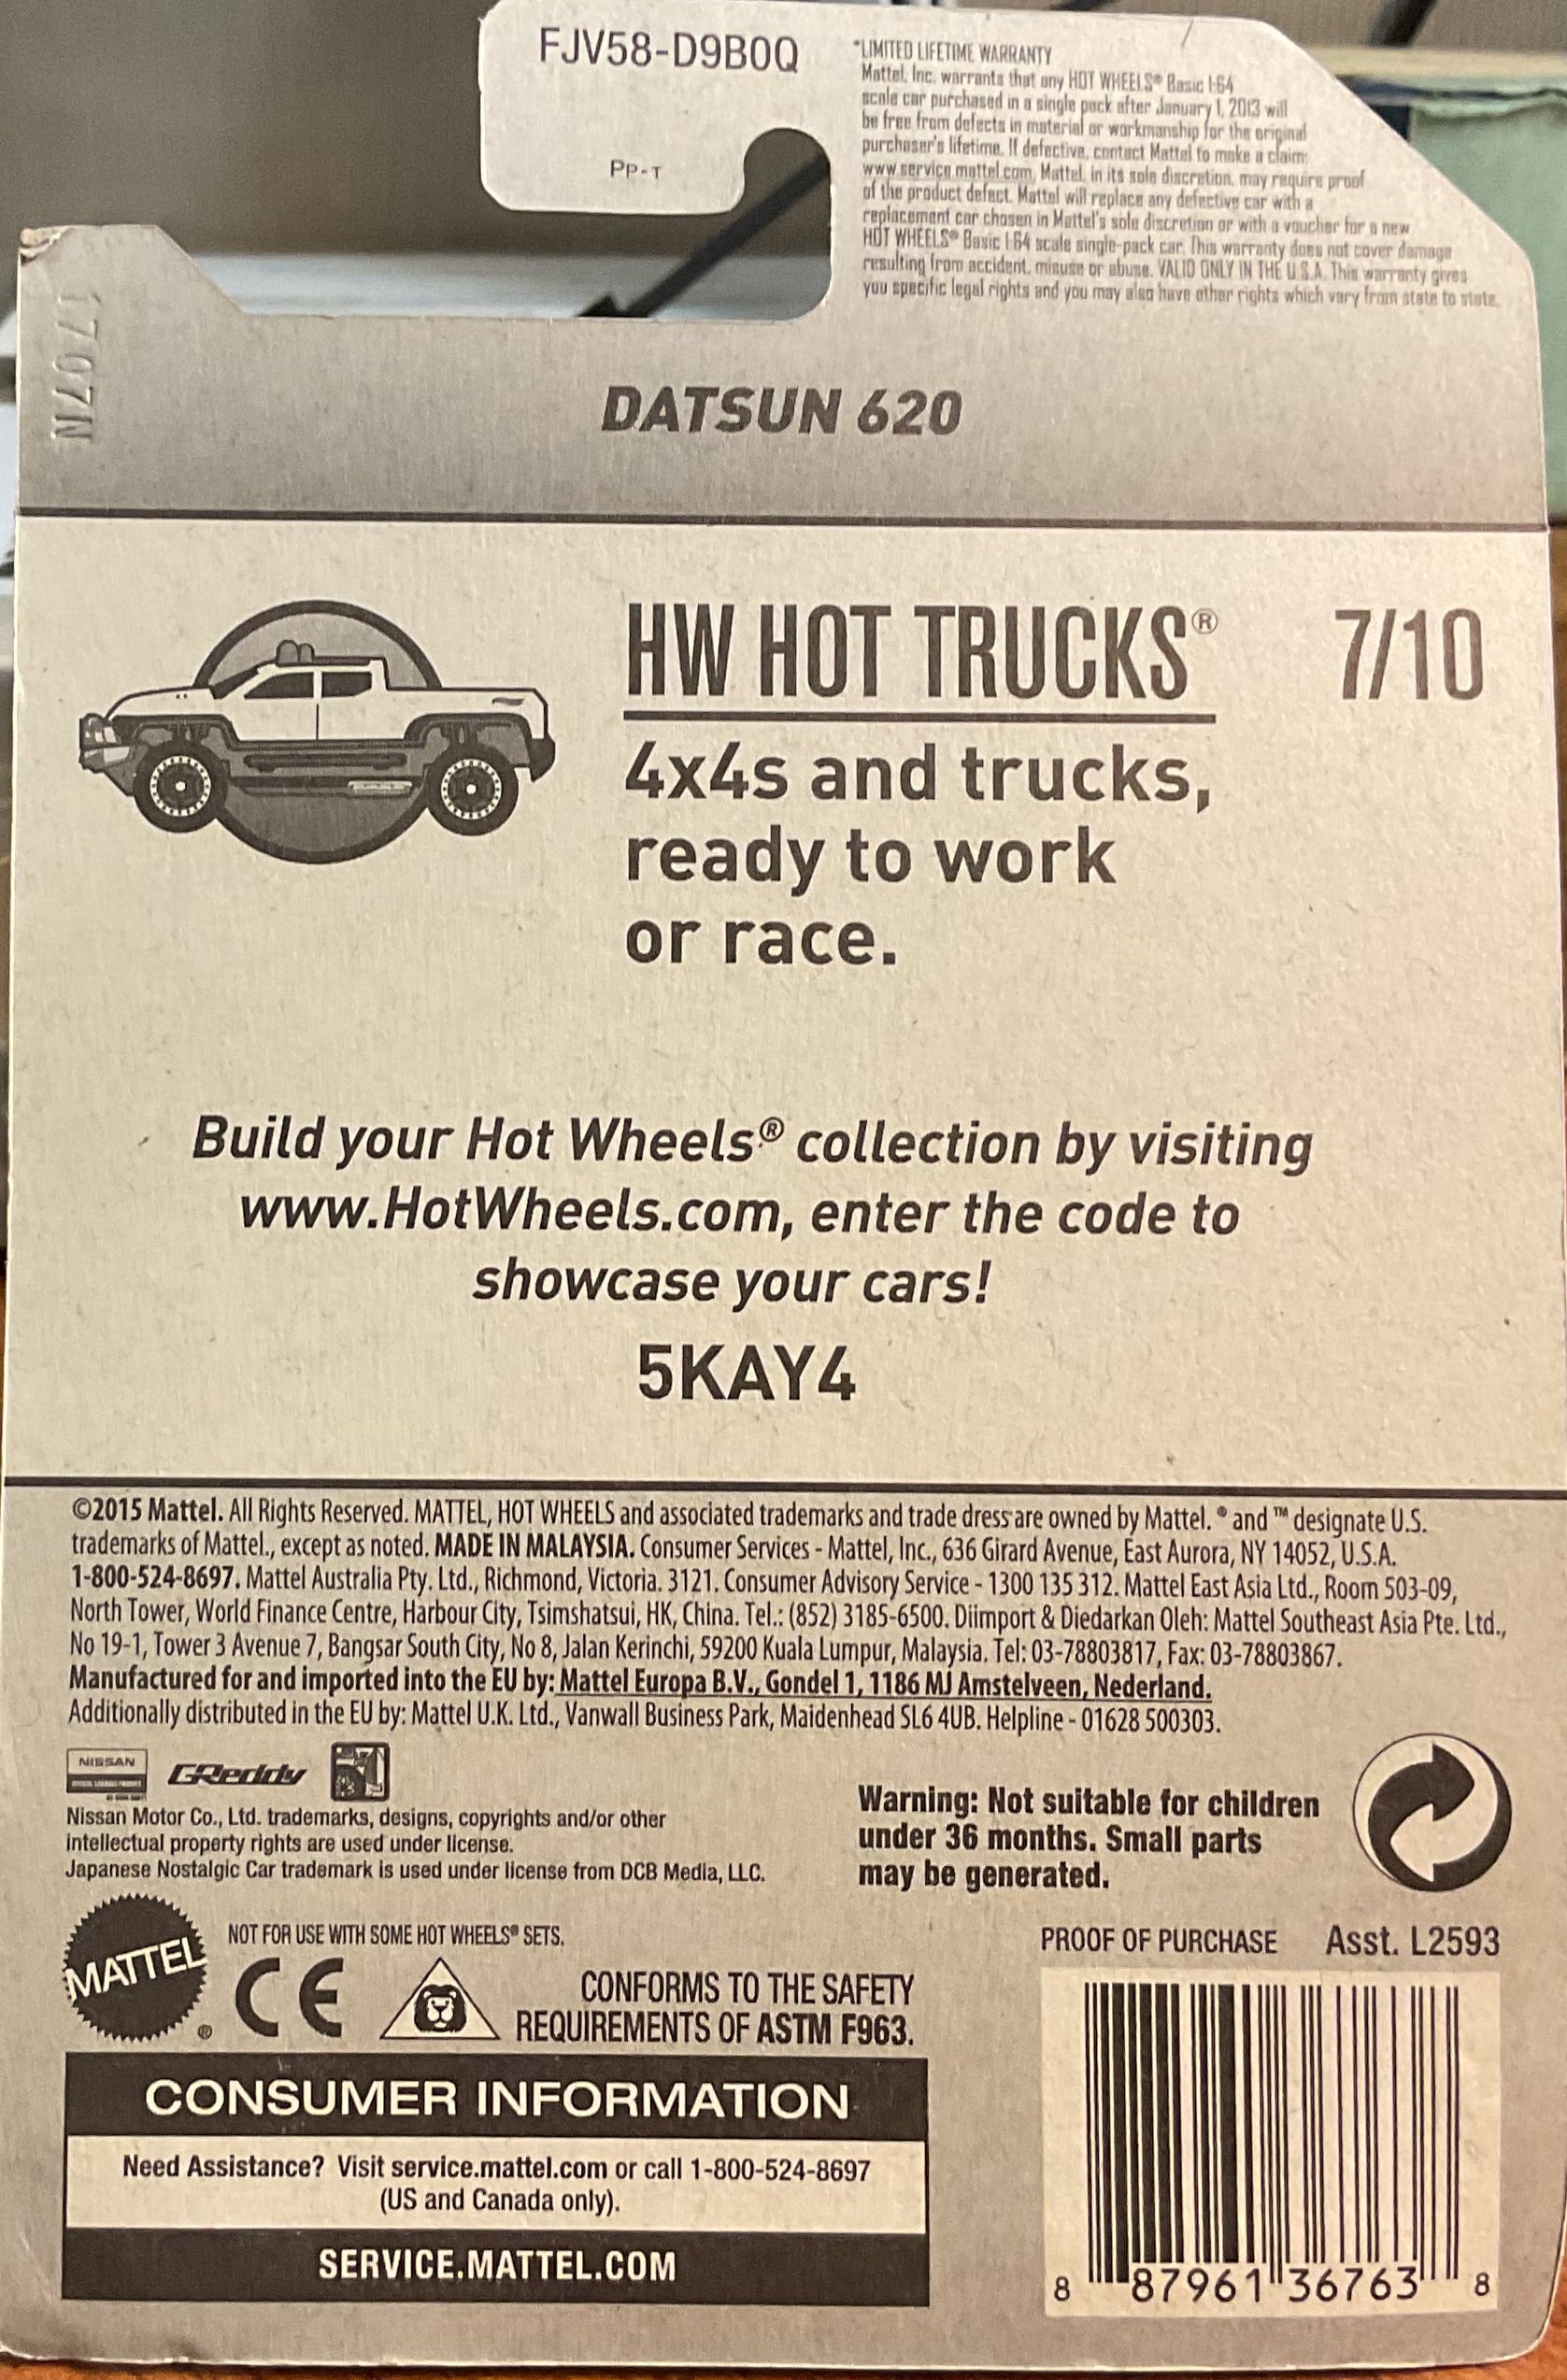 FJV58-D9B0Q
Pp-T
*LIMITED LIFETIME WARRANTY
Mattel, Inc. warrants that any HOT WHEELS® Basic 1:64
scale car purchased in a single pack after January 1, 2013 will
be free from defects in material or workmanship for the original
purchaser's lifetime. If defective, contact Mattel to make a claim:
www.service.mattel.com. Mattel, in its sole discretion, may require proof
of the product defect. Mattel will replace any defective car with a
replacement car chosen in Mattel's sole discretion or with a voucher for a new
HOT WHEELS® Basic 1:64 scale single-pack car. This warranty does not cover damage
resulting from accident, misuse or abuse. VALID ONLY IN THE U.S.A. This warranty gives
you specific legal rights and you may also have other rights which vary from state to state.
1707N
DATSUN 620
HW HOT TRUCKS® 7/10
4x4s and trucks,
ready to work
or race.
Build your Hot Wheels® collection by visiting
www.HotWheels.com, enter the code to
showcase your cars!
5KAY4
©2015 Mattel. All Rights Reserved. MATTEL, HOT WHEELS and associated trademarks and trade dress are owned by Mattel. ® and ™ designate U.S.
trademarks of Mattel., except as noted. MADE IN MALAYSIA. Consumer Services - Mattel, Inc., 636 Girard Avenue, East Aurora, NY 14052, U.S.A.
1-800-524-8697. Mattel Australia Pty. Ltd., Richmond, Victoria. 3121. Consumer Advisory Service - 1300 135 312. Mattel East Asia Ltd., Room 503-09,
North Tower, World Finance Centre, Harbour City, Tsimshatsui, HK, China. Tel.: (852) 3185-6500. Diimport & Diedarkan Oleh: Mattel Southeast Asia Pte. Ltd.,
No 19-1, Tower 3 Avenue 7, Bangsar South City, No 8, Jalan Kerinchi, 59200 Kuala Lumpur, Malaysia. Tel: 03-78803817, Fax: 03-78803867.
Manufactured for and imported into the EU by: Mattel Europa B.V., Gondel 1, 1186 MJ Amstelveen, Nederland.
Additionally distributed in the EU by: Mattel U.K. Ltd., Vanwall Business Park, Maidenhead SL6 4UB. Helpline - 01628 500303.
NISSAN
GReddy
Nissan Motor Co., Ltd. trademarks, designs, copyrights and/or other
intellectual property rights are used under license.
Japanese Nostalgic Car trademark is used under license from DCB Media, LLC.
Warning: Not suitable for children
under 36 months. Small parts
may be generated.
MATTEL®
NOT FOR USE WITH SOME HOT WHEELS® SETS.
CE
CONFORMS TO THE SAFETY
REQUIREMENTS OF ASTM F963.
PROOF OF PURCHASE Asst. L2593
CONSUMER INFORMATION
Need Assistance? Visit service.mattel.com or call 1-800-524-8697
(US and Canada only).
SERVICE.MATTEL.COM
8 87961 36763 8